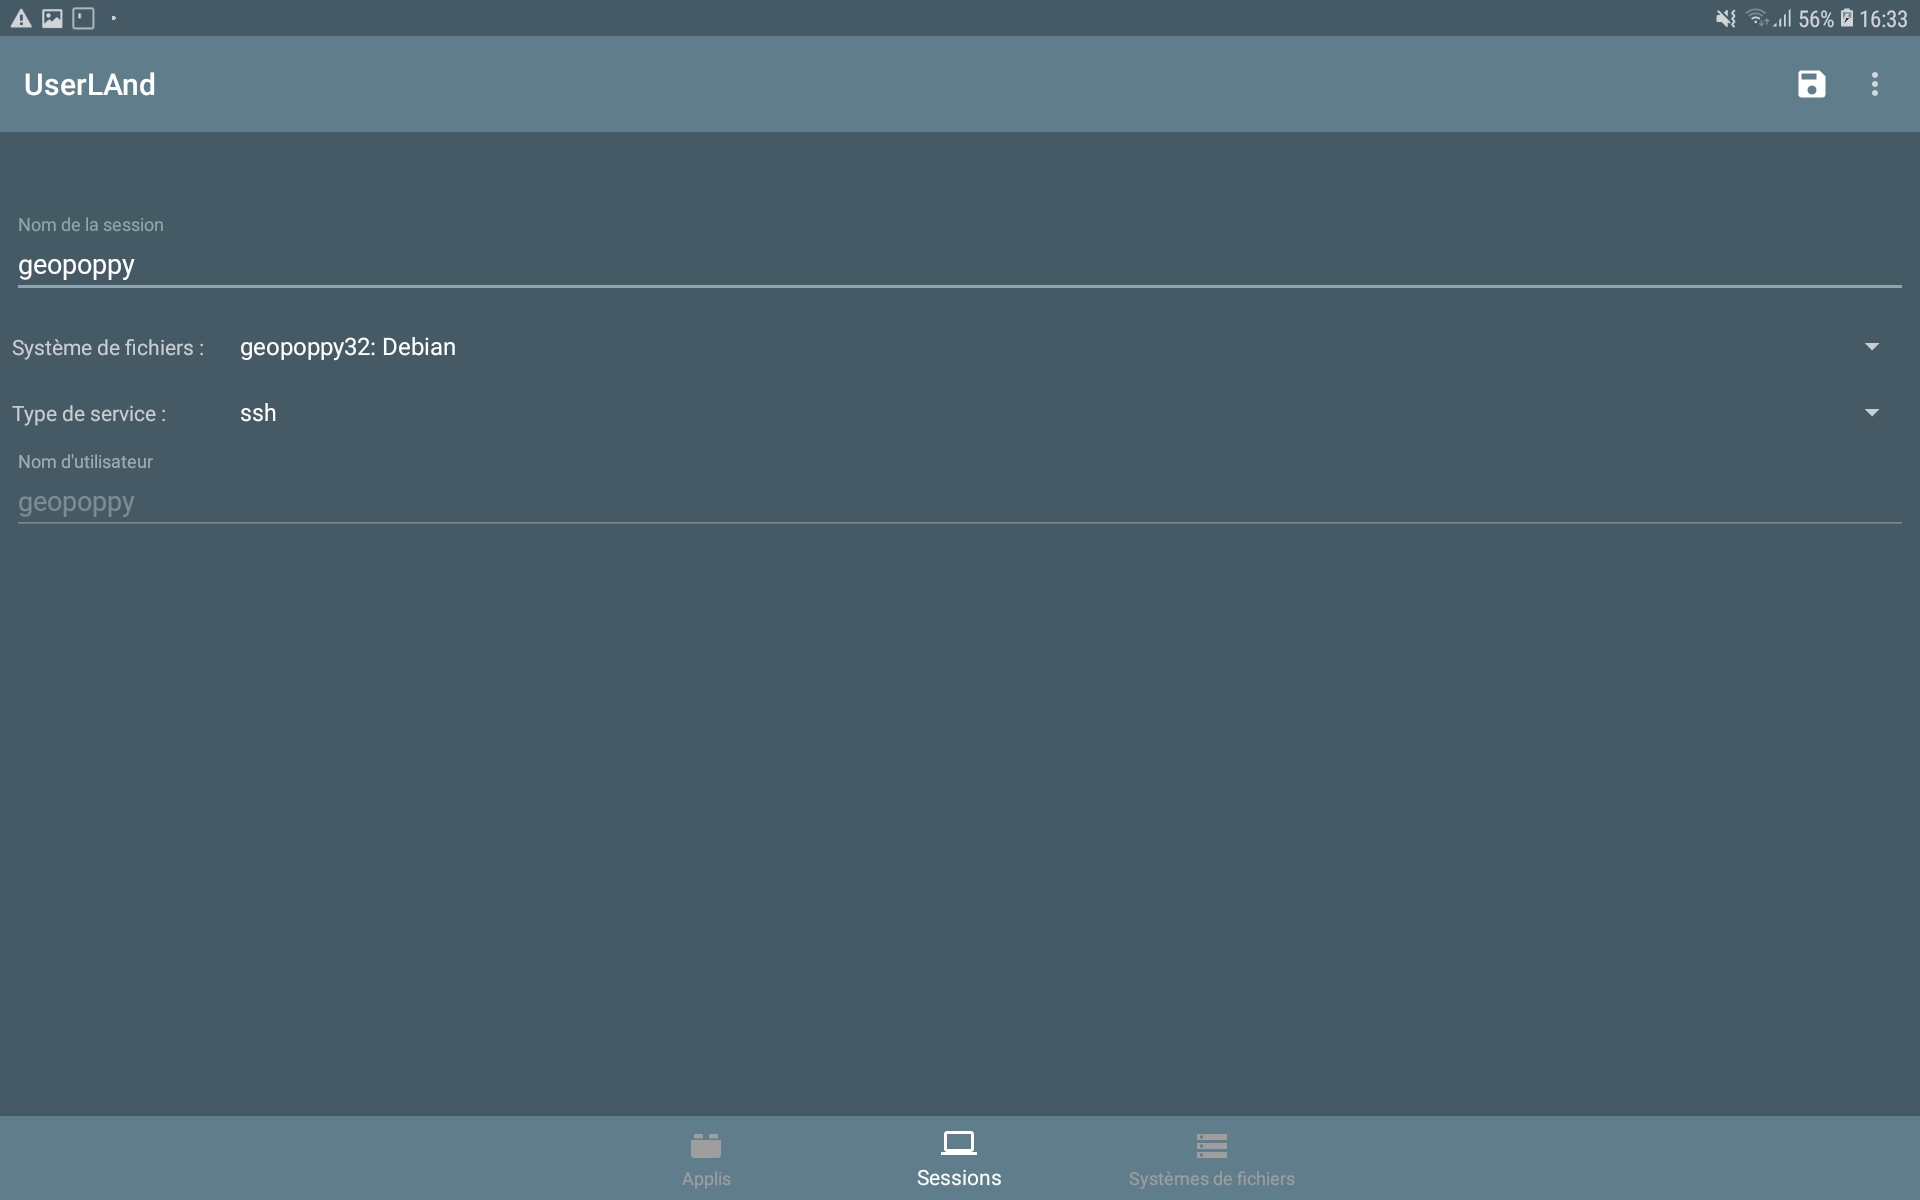 56% 16:33
UserLAnd
Nom de la session
geopoppy
Système de fichiers : geopoppy32: Debian
Type de service : ssh
Nom d'utilisateur
geopoppy
Applis Sessions Systèmes de fichiers